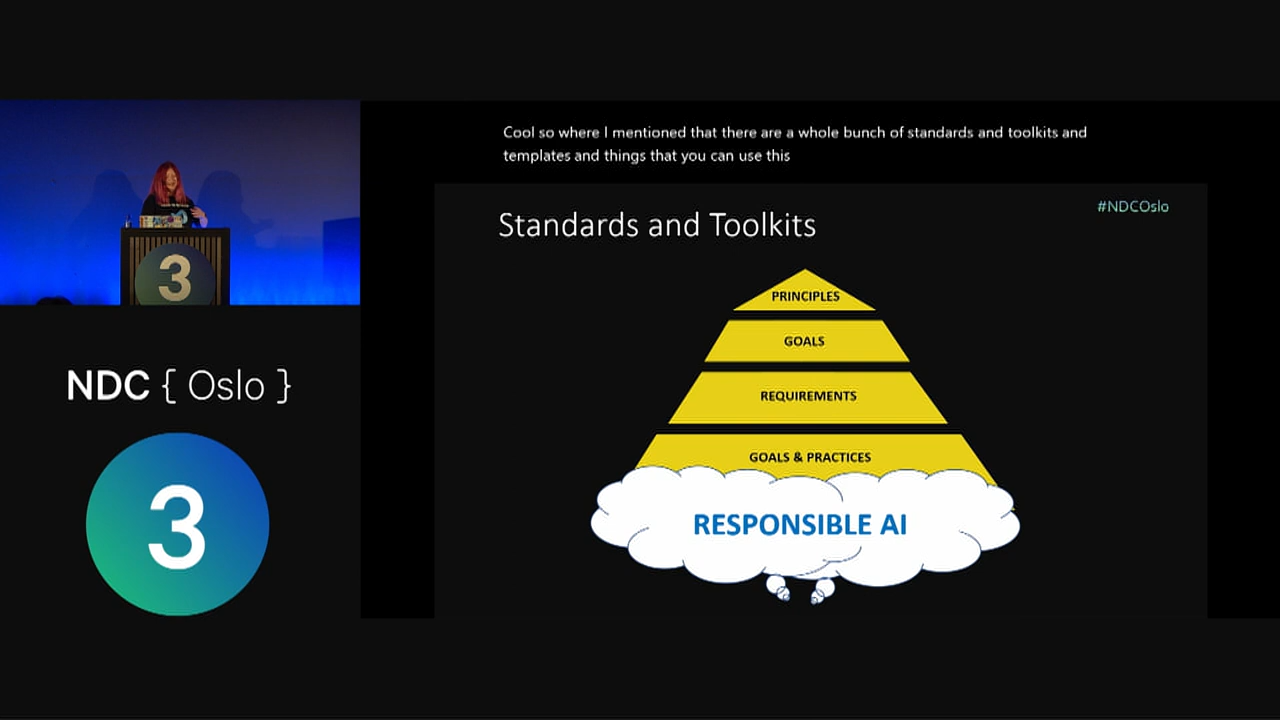 Cool so where I mentioned that there are a whole bunch of standards and toolkits and
templates and things that you can use this
#NDCOslo
Standards and Toolkits
PRINCIPLES
GOALS
REQUIREMENTS
GOALS & PRACTICES
RESPONSIBLE AI
3
NDC { Oslo }
3